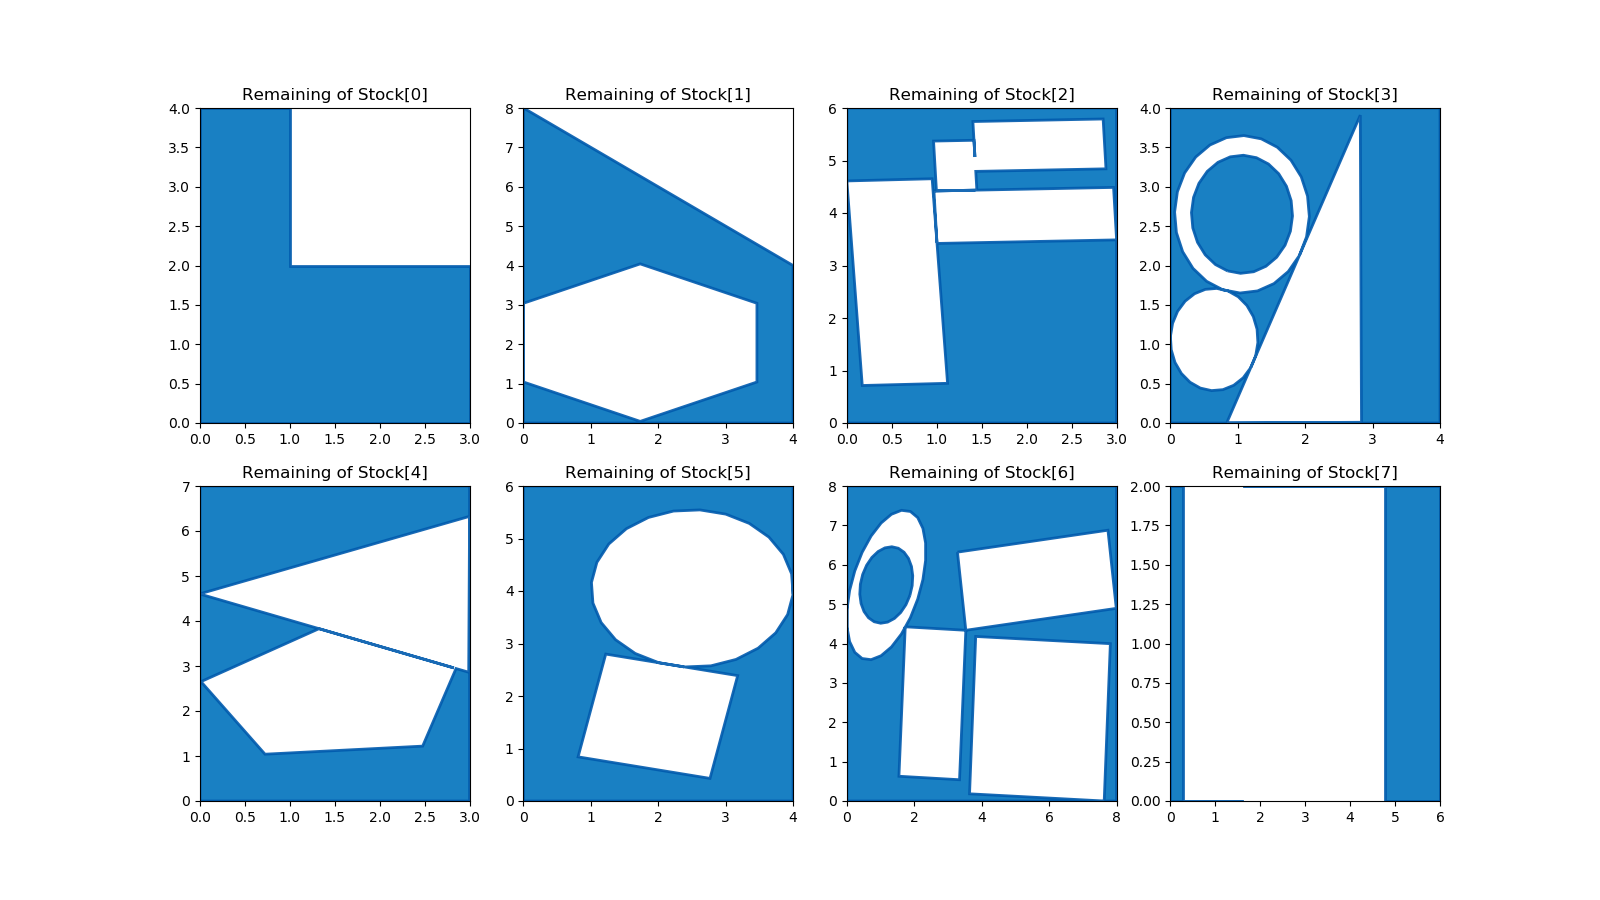 Remaining of Stock[0] Remaining of Stock[1] Remaining of Stock[2] Remaining of Stock[3]
4.0 8 6 4.0
3.5 7 3.5
5
3.0 6 3.0
4
2.5 5 2.5
2.0 4 3 2.0
1.5 3 1.5
2
1.0 2 1.0
1
0.5 1 0.5
0.0 0 0 0.0
0.0 0.5 1.0 1.5 2.0 2.5 3.0 0 1 2 3 4 0.0 0.5 1.0 1.5 2.0 2.5 3.0 0 1 2 3 4
Remaining of Stock[4] Remaining of Stock[5] Remaining of Stock[6] Remaining of Stock[7]
7 6 8 2.00
6 7 1.75
5
5 6 1.50
4
4 5 1.25
3 4 1.00
3
3 0.75
2 2
2 0.50
1 1
1 0.25
0 0 0 0.00
0.0 0.5 1.0 1.5 2.0 2.5 3.0 0 1 2 3 4 0 2 4 6 8 0 1 2 3 4 5 6